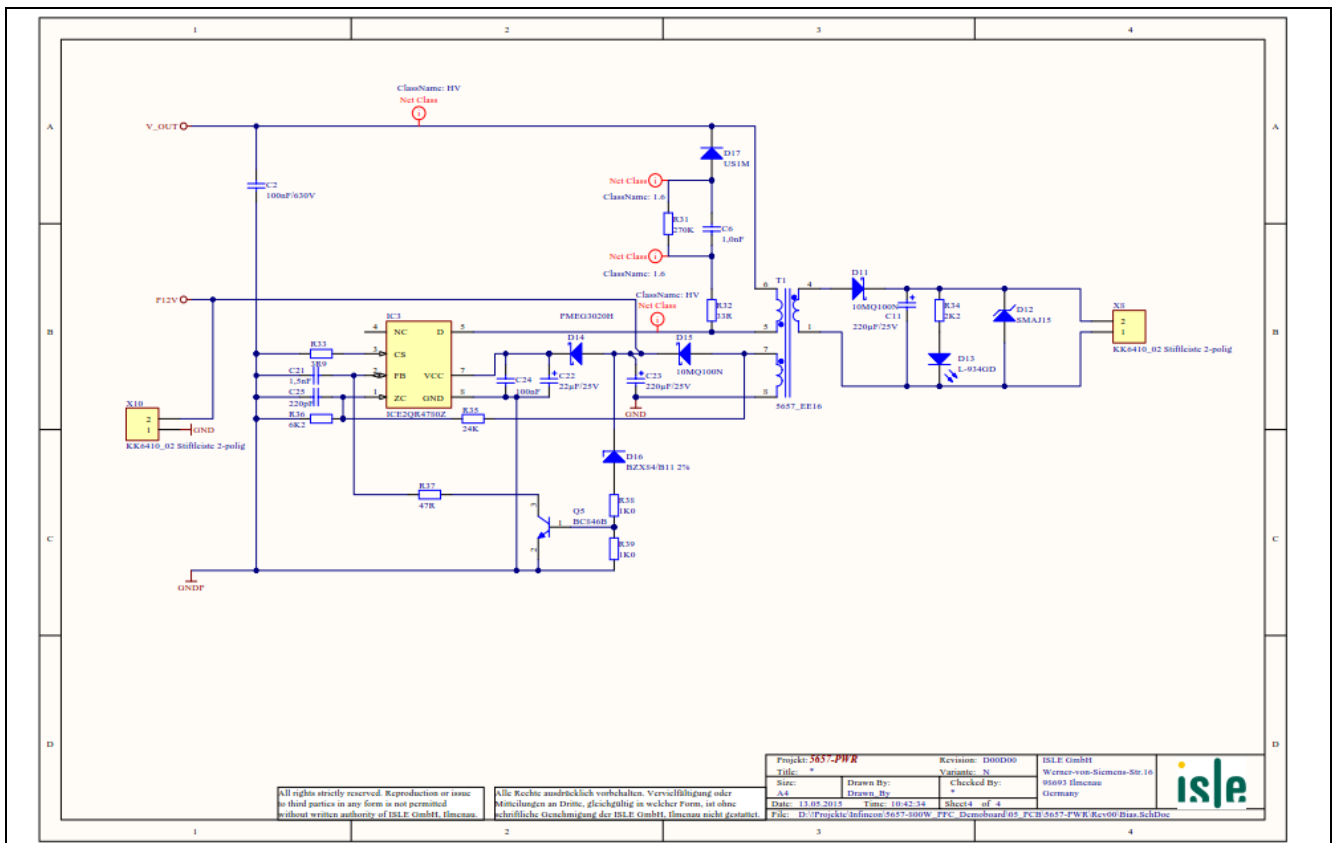 1 2 3 4
A A
B B
C C
D D
ClassName: HV
Net Class
i
V_OUT
D17
US1M
C2
100nF/630V
Net Class i
ClassName: 1.6
R31
270K
C6
1,0nF
Net Class i
ClassName: 1.6
ClassName: HV
Net Class
i
R32
33R
P12V
T1
6
5
7
8
4
1
5657_EE16
D11
10MQ100N
C11
220µF/25V
R34
2K2
D12
SMAJ15
D13
L-934GD
X8
2
1
KK6410_02 Stiftleiste 2-polig
IC3
4 NC D 5
3 CS
2 FB VCC 7
1 ZC GND 8
ICE2QR4780Z
PMEG3020H
D14
D15
10MQ100N
R33
3R9
C21
1,5nF
C25
220pF
R36
6K2
C24
100nF
C22
22µF/25V
C23
220µF/25V
GND
R35
24K
X10
2
1
GND
KK6410_02 Stiftleiste 2-polig
D16
BZX84/B11 2%
R37
47R
R38
1K0
Q5
BC846B
3
1
2
R39
1K0
GNDP
All rights strictly reserved. Reproduction or issue
to third parties in any form is not permitted
without written authority of ISLE GmbH, Ilmenau.
Alle Rechte ausdrücklich vorbehalten. Vervielfältigung oder
Mitteilungen an Dritte, gleichgültig in welcher Form, ist ohne
schriftliche Genehmigung der ISLE GmbH, Ilmenau nicht gestattet.
Projekt: 5657-PWR Revision: D00D00
Title: * Variante: N
Size: Drawn By: Checked By:
A4 Drawn_By *
Date: 13.05.2015 Time: 10:42:34 Sheet4 of 4
File: D:\!Projekte\Infineon\5657-800W_PFC_Demoboard\05_PCB\5657-PWR\Rev00\Bias.SchDoc
ISLE GmbH
Werner-von-Siemens-Str.16
98693 Ilmenau
Germany
isle
1 2 3 4